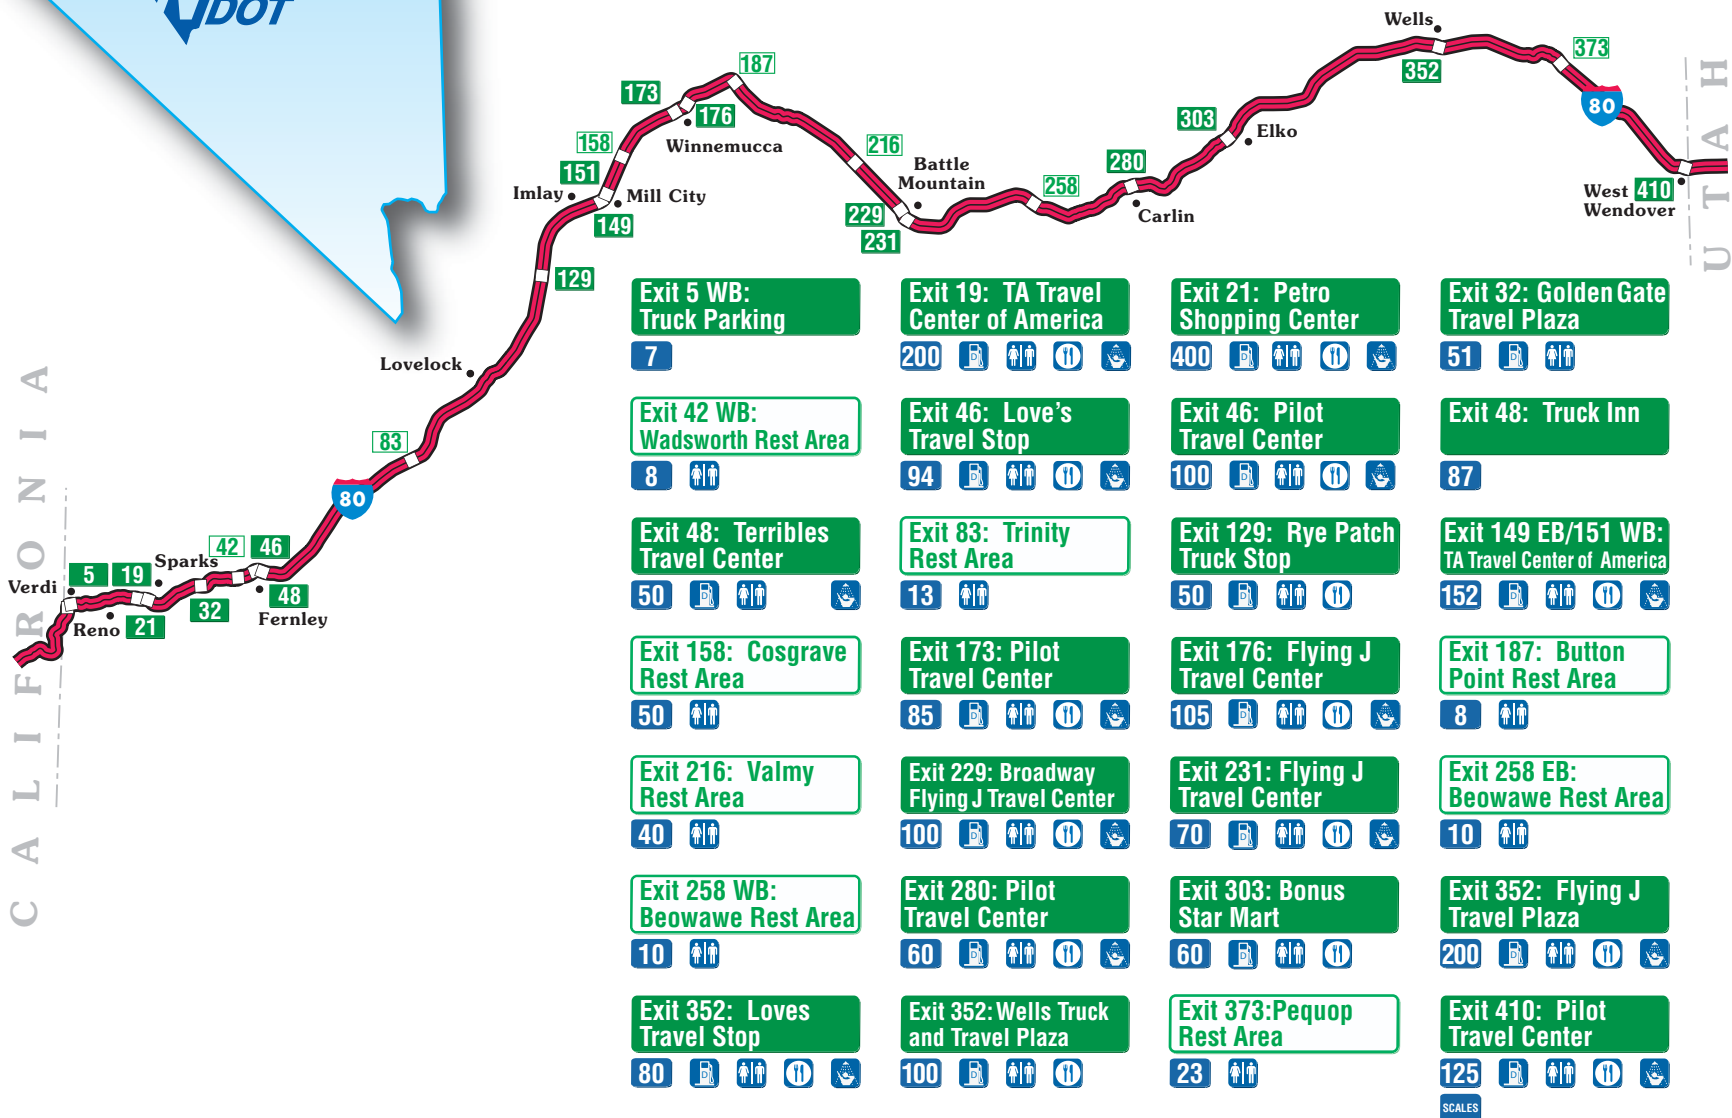 DOT
Wells
373
187
352
173
80
303
176
Elko
158
Winnemucca
216
Battle
Mountain
280
151
258
410
West
Wendover
Imlay
Mill City
Carlin
149
229
231
129
UTAH
Exit 5 WB:
Truck Parking
7
Exit 19: TA Travel
Center of America
200
D
Exit 21: Petro
Shopping Center
400
D
Exit 32: Golden Gate
Travel Plaza
51
D
Lovelock
Exit 42 WB:
Wadsworth Rest Area
8
Exit 46: Love's
Travel Stop
94
D
Exit 46: Pilot
Travel Center
100
D
Exit 48: Truck Inn
87
83
80
CALIFRONIA
42
46
Sparks
5
19
Verdi
48
32
Fernley
Reno
21
Exit 48: Terribles
Travel Center
50
D
Exit 83: Trinity
Rest Area
13
Exit 129: Rye Patch
Truck Stop
50
D
Exit 149 EB/151 WB:
TA Travel Center of America
152
D
Exit 158: Cosgrave
Rest Area
50
Exit 173: Pilot
Travel Center
85
D
Exit 176: Flying J
Travel Center
105
D
Exit 187: Button
Point Rest Area
8
Exit 216: Valmy
Rest Area
40
Exit 229: Broadway
Flying J Travel Center
100
D
Exit 231: Flying J
Travel Center
70
D
Exit 258 EB:
Beowawe Rest Area
10
Exit 258 WB:
Beowawe Rest Area
10
Exit 280: Pilot
Travel Center
60
D
Exit 303: Bonus
Star Mart
60
D
Exit 352: Flying J
Travel Plaza
200
D
Exit 352: Loves
Travel Stop
80
D
Exit 352: Wells Truck
and Travel Plaza
100
D
Exit 373:Pequop
Rest Area
23
Exit 410: Pilot
Travel Center
125
D
SCALES